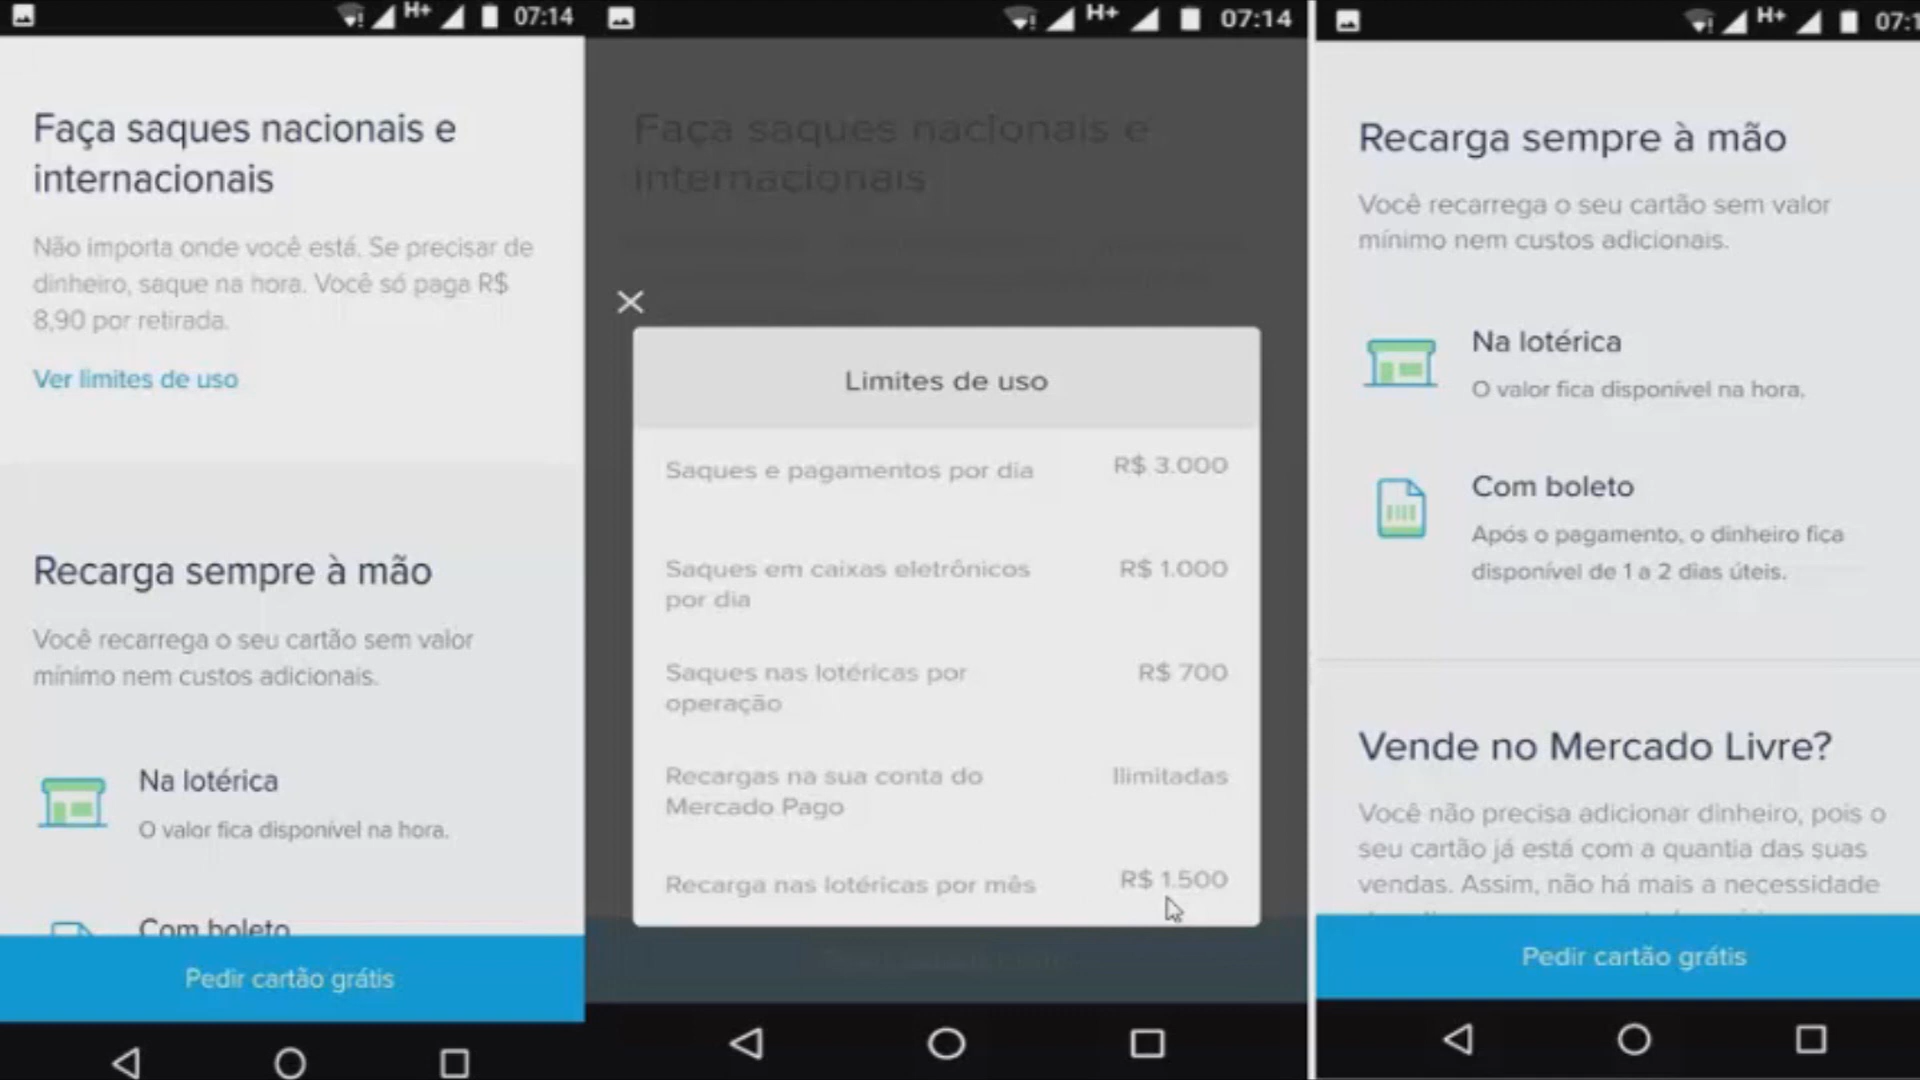 H+
07:14
Faça saques nacionais e
internacionais
Não importa onde você está. Se precisar de
dinheiro, saque na hora. Você só paga R$
8,90 por retirada.
Ver limites de uso
Recarga sempre à mão
Você recarrega o seu cartão sem valor
mínimo nem custos adicionais.
Na lotérica
O valor fica disponível na hora.
Com boleto
Pedir cartão grátis
H+
07:14
Faça saques nacionais e
internacionais
Limites de uso
Saques e pagamentos por dia
R$ 3.000
Saques em caixas eletrônicos
por dia
R$ 1.000
Saques nas lotéricas por
operação
R$ 700
Recargas na sua conta do
Mercado Pago
Ilimitadas
Recarga nas lotéricas por mês
R$ 1.500
H+
07:1
Recarga sempre à mão
Você recarrega o seu cartão sem valor
mínimo nem custos adicionais.
Na lotérica
O valor fica disponível na hora.
Com boleto
Após o pagamento, o dinheiro fica
disponível de 1 a 2 dias úteis.
Vende no Mercado Livre?
Você não precisa adicionar dinheiro, pois o
seu cartão já está com a quantia das suas
vendas. Assim, não há mais a necessidade
Pedir cartão grátis